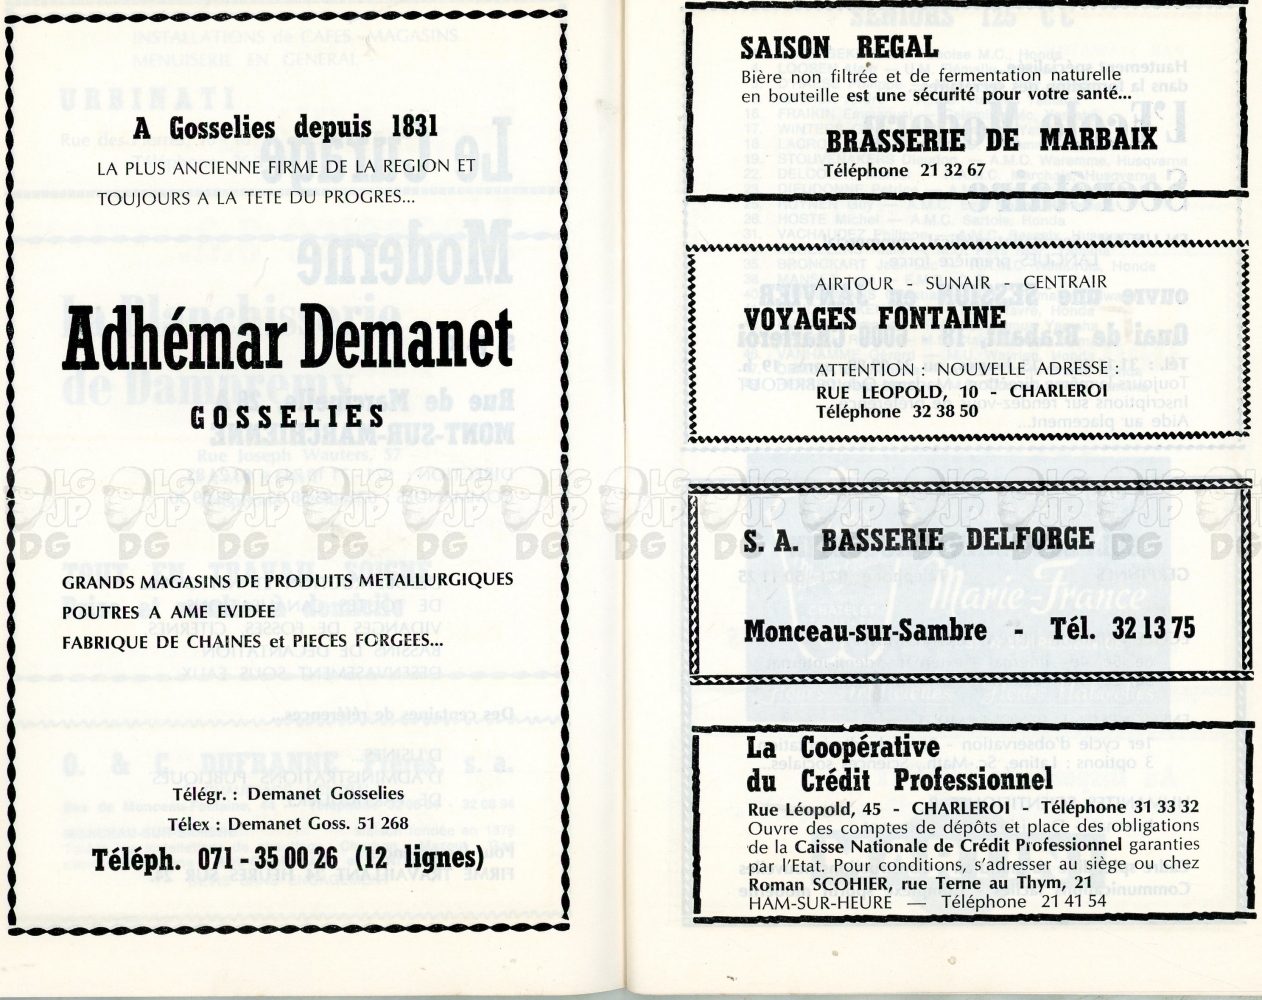 A Gosselies depuis 1831
LA PLUS ANCIENNE FIRME DE LA REGION ET
TOUJOURS A LA TETE DU PROGRES...
Adhémar Demanet
GOSSELIES
GRANDS MAGASINS DE PRODUITS METALLURGIQUES
POUTRES A AME EVIDEE
FABRIQUE DE CHAINES et PIECES FORGEES...
Télégr. : Demanet Gosselies
Télex : Demanet Goss. 51 268
Téléph. 071 - 35 00 26 (12 lignes)
SAISON REGAL
Bière non filtrée et de fermentation naturelle
en bouteille est une sécurité pour votre santé...
BRASSERIE DE MARBAIX
Téléphone 21 32 67
AIRTOUR - SUNAIR - CENTRAIR
VOYAGES FONTAINE
ATTENTION : NOUVELLE ADRESSE :
RUE LEOPOLD, 10 - CHARLEROI
Téléphone 32 38 50
S. A. BASSERIE DELFORGE
Monceau-sur-Sambre - Tél. 32 13 75
La Coopérative
du Crédit Professionnel
Rue Léopold, 45 - CHARLEROI - Téléphone 31 33 32
Ouvre des comptes de dépôts et place des obligations
de la Caisse Nationale de Crédit Professionnel garanties
par l'Etat. Pour conditions, s'adresser au siège ou chez
Roman SCOHIER, rue Terne au Thym, 21
HAM-SUR-HEURE — Téléphone 21 41 54